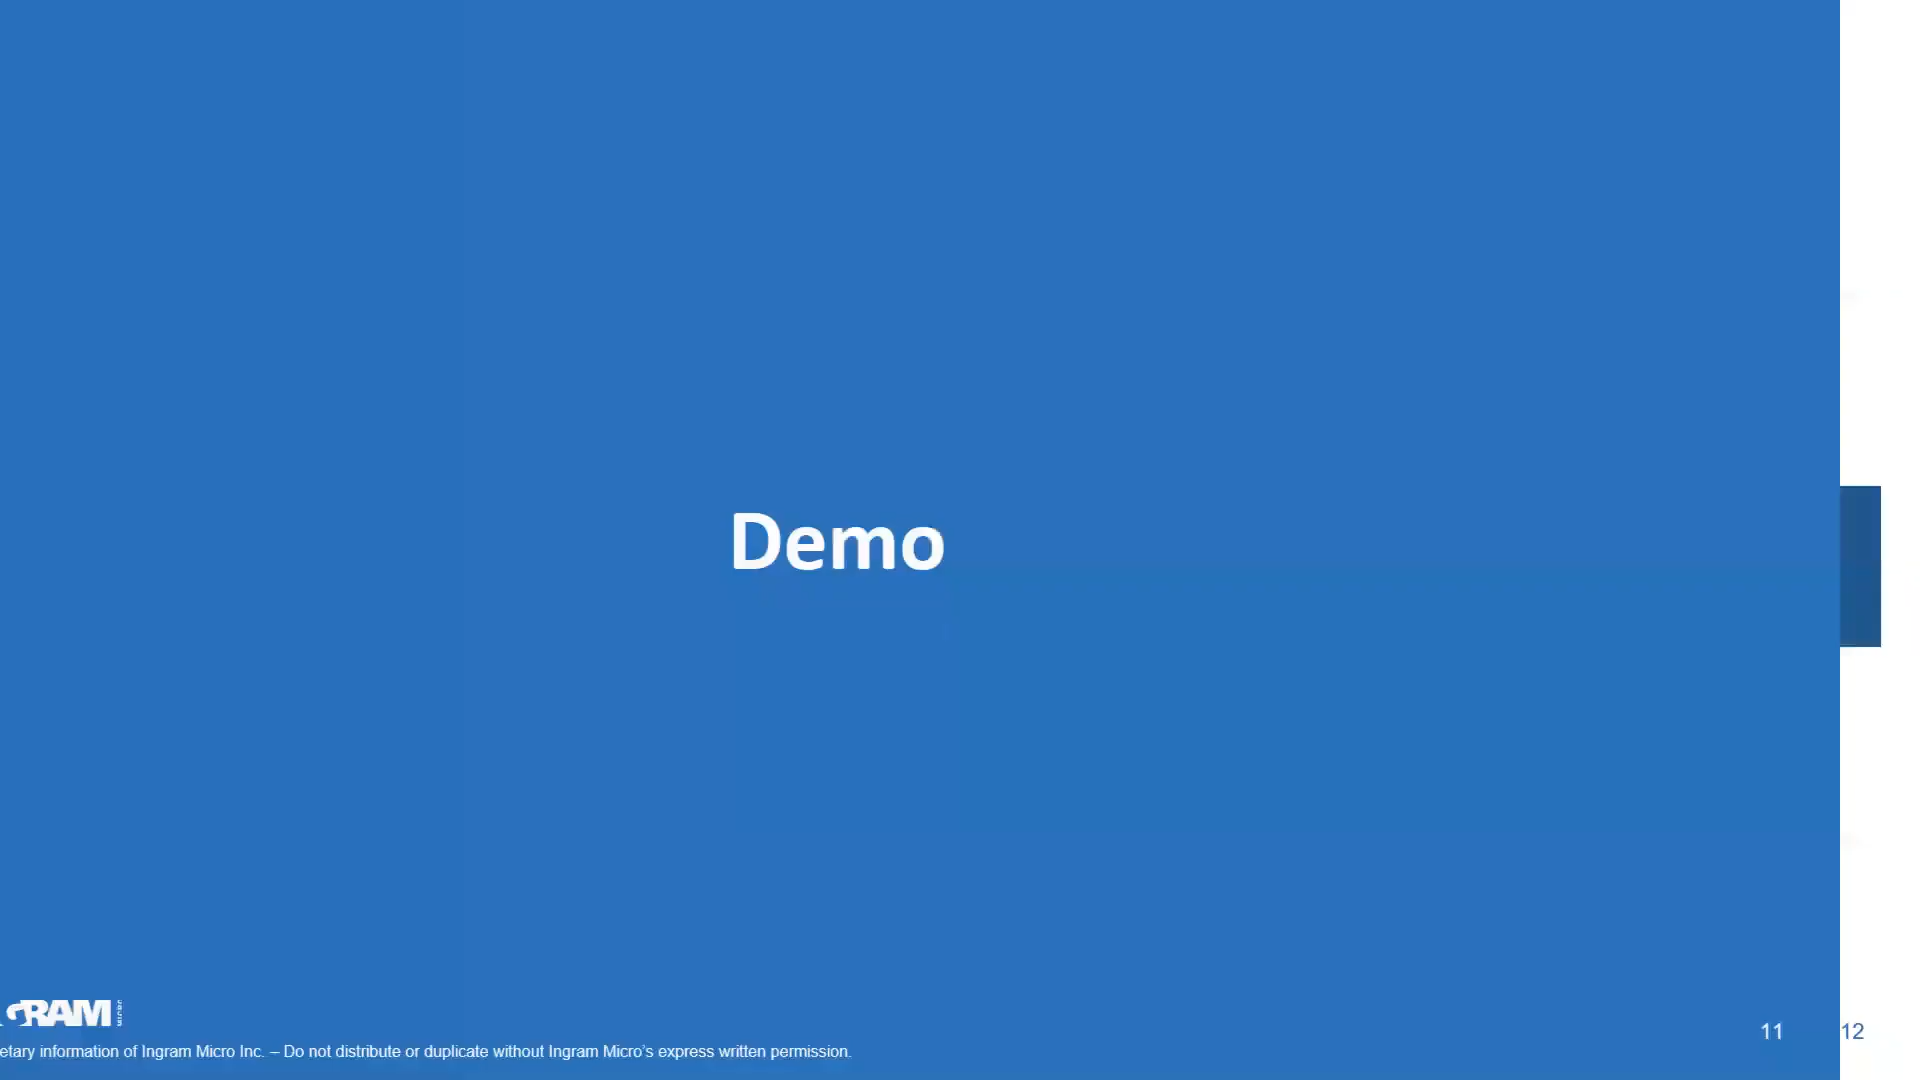 Demo
GRAM
11
12
etary information of Ingram Micro Inc. – Do not distribute or duplicate without Ingram Micro's express written permission.